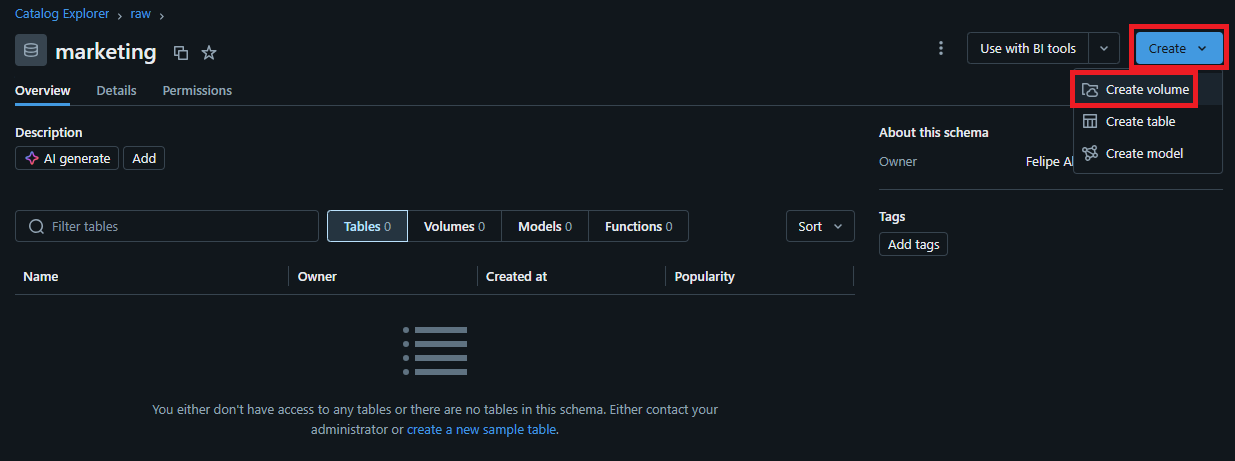 Catalog Explorer › raw ›
marketing
Use with BI tools
Create
Create volume
Create table
Create model
Overview Details Permissions
Description
AI generate Add
About this schema
Owner Felipe
Filter tables
Tables 0 Volumes 0 Models 0 Functions 0
Sort
Tags
Add tags
Name Owner Created at Popularity
You either don't have access to any tables or there are no tables in this schema. Either contact your
administrator or create a new sample table.